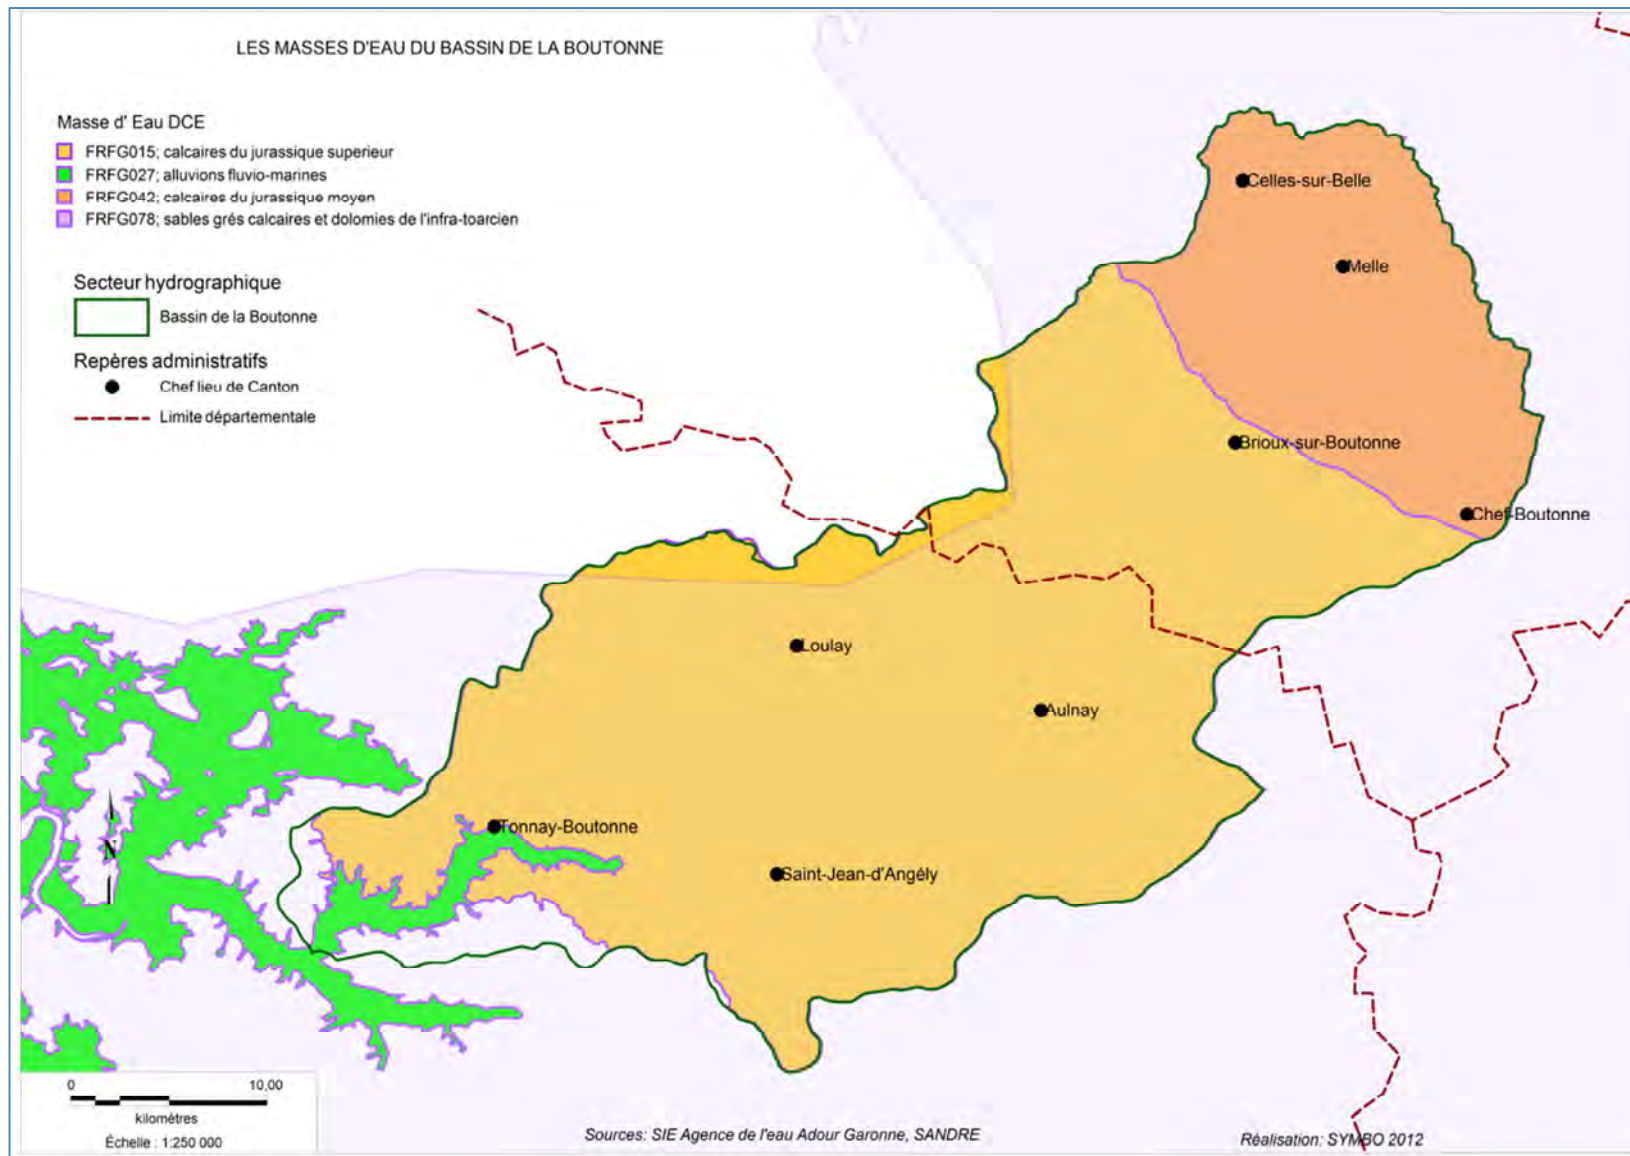 LES MASSES D'EAU DU BASSIN DE LA BOUTONNE
Masse d' Eau DCE
FRFG015; calcaires du jurassique superieur
FRFG027; alluvions fluvio-marines
FRFG042; calcaires du jurassique moyen
FRFG078; sables grés calcaires et dolomies de l'infra-toarcien
Secteur hydrographique
Bassin de la Boutonne
Repères administratifs
Chef lieu de Canton
Limite départementale
Celles-sur-Belle
Melle
Brioux-sur-Boutonne
Chef-Boutonne
Loulay
Aulnay
Tonnay-Boutonne
Saint-Jean-d'Angély
N
0 10,00
kilomètres
Échelle : 1:250 000
Sources: SIE Agence de l'eau Adour Garonne, SANDRE
Réalisation: SYMBO 2012